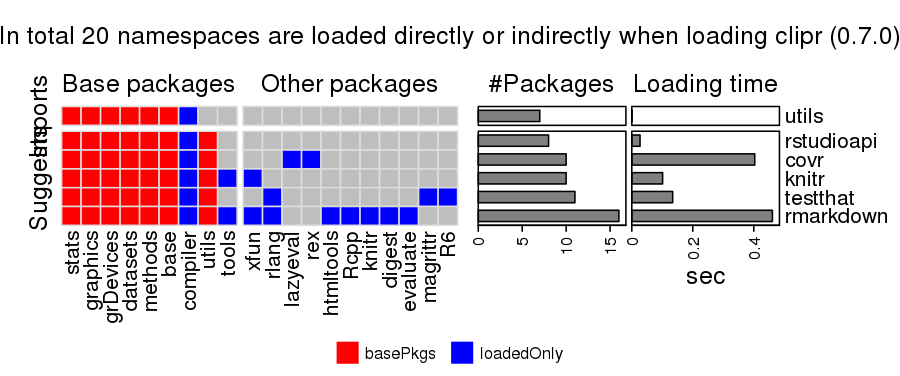 In total 20 namespaces are loaded directly or indirectly when loading clipr (0.7.0)
Base packages
Other packages
#Packages
Loading time
Imports
Suggests
utils
rstudioapi
covr
knitr
testthat
rmarkdown
stats
graphics
grDevices
datasets
methods
base
compiler
utils
tools
xfun
rlang
lazyeval
rex
htmltools
Rcpp
knitr
digest
evaluate
magrittr
R6
0
5
10
15
0
0.2
0.4
sec
basePkgs
loadedOnly